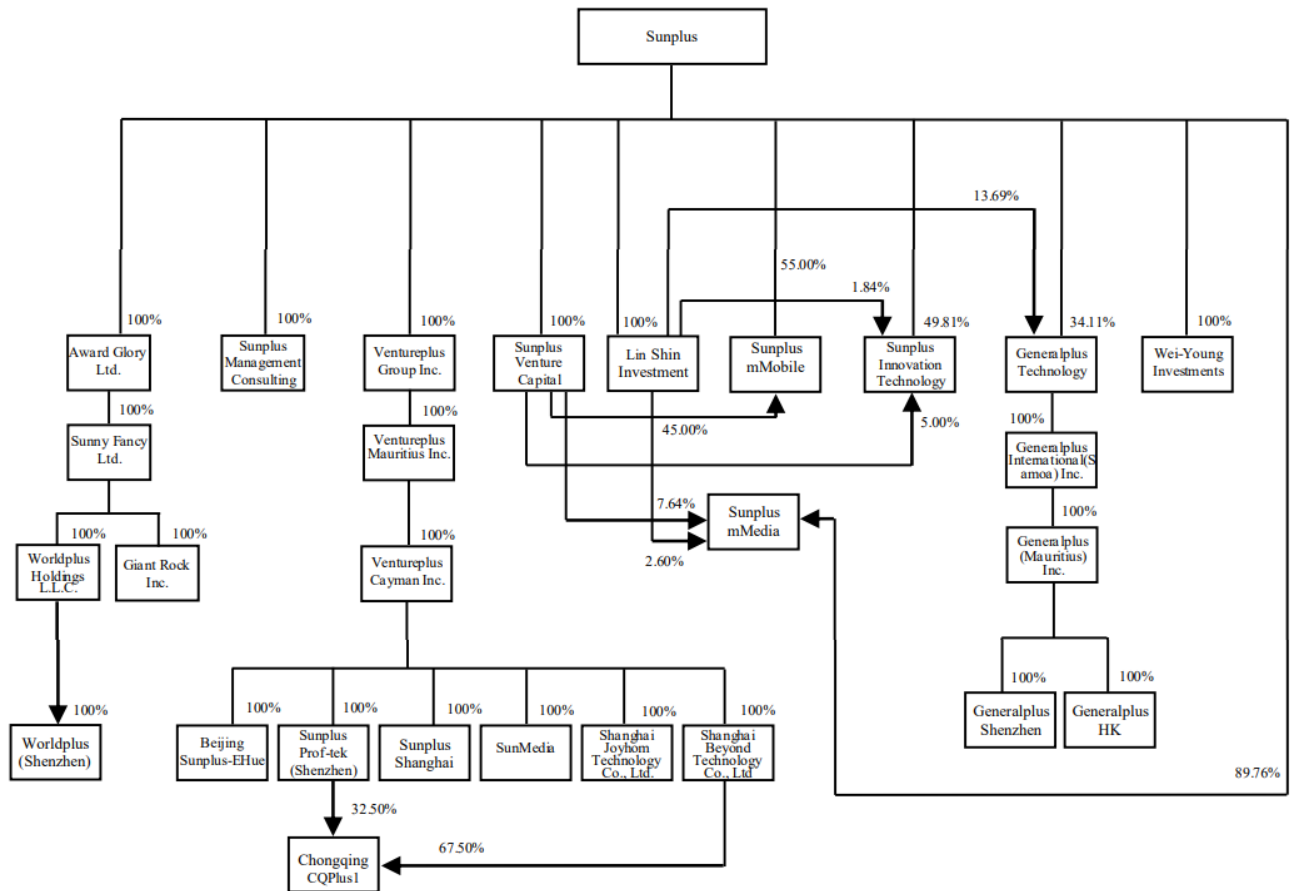 Sunplus
13.69%
55.00%
1.84%
100%
100%
100%
100%
100%
49.81%
34.11%
100%
Award Glory
Ltd.
Sunplus
Management
Consulting
Ventureplus
Group Inc.
Sunplus
Venture
Capital
Lin Shin
Investment
Sunplus
mMobile
Sunplus
Innovation
Technology
Generalplus
Technology
Wei-Young
Investments
100%
100%
45.00%
5.00%
100%
Sunny Fancy
Ltd.
Ventureplus
Mauritius Inc.
Generalplus
International(S
amoa) Inc.
7.64%
Sunplus
mMedia
2.60%
100%
100%
100%
100%
Worldplus
Holdings
L.L.C.
Giant Rock
Inc.
Ventureplus
Cayman Inc.
Generalplus
(Mauritius)
Inc.
100%
100%
100%
100%
100%
100%
100%
100%
100%
Worldplus
(Shenzhen)
Beijing
Sunplus-EHue
Sunplus
Prof-tek
(Shenzhen)
Sunplus
Shanghai
SunMedia
Shanghai
Joyhom
Technology
Co., Ltd.
Shanghai
Beyond
Technology
Co., Ltd
Generalplus
Shenzhen
Generalplus
HK
89.76%
32.50%
67.50%
Chongqing
CQPlus1